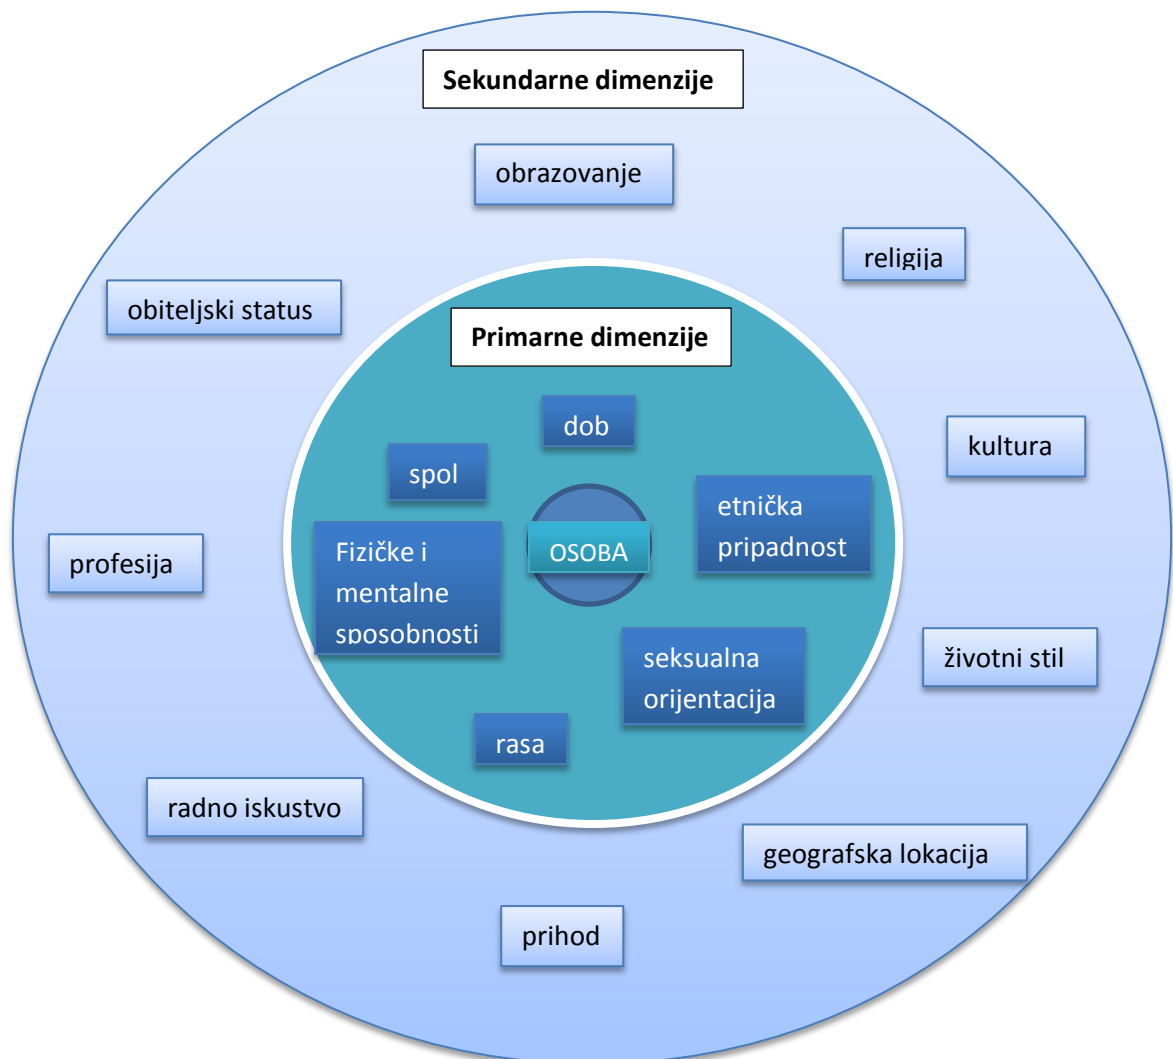 Sekundarne dimenzije
obrazovanje
religija
obiteljski status
Primarne dimenzije
dob
kultura
spol
etnička
pripadnost
Fizičke i
mentalne
sposobnosti
OSOBA
profesija
seksualna
orijentacija
životni stil
rasa
radno iskustvo
geografska lokacija
prihod